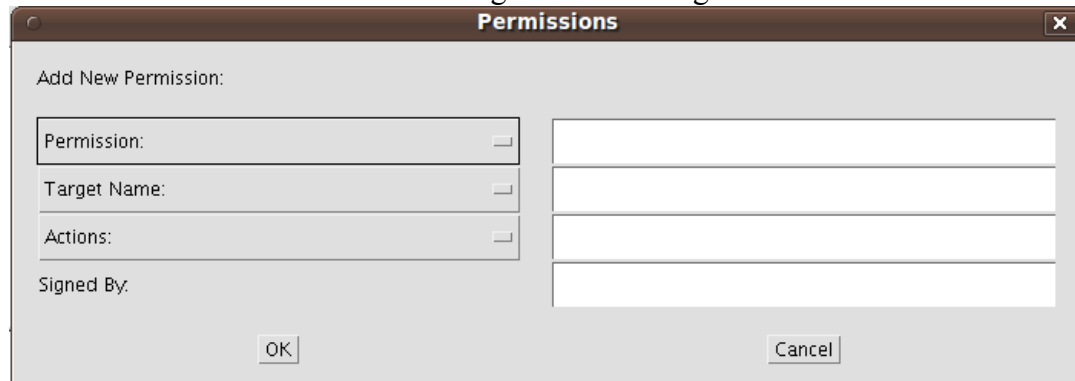 Permissions
Add New Permission:
Permission:
Target Name:
Actions:
Signed By:
OK Cancel